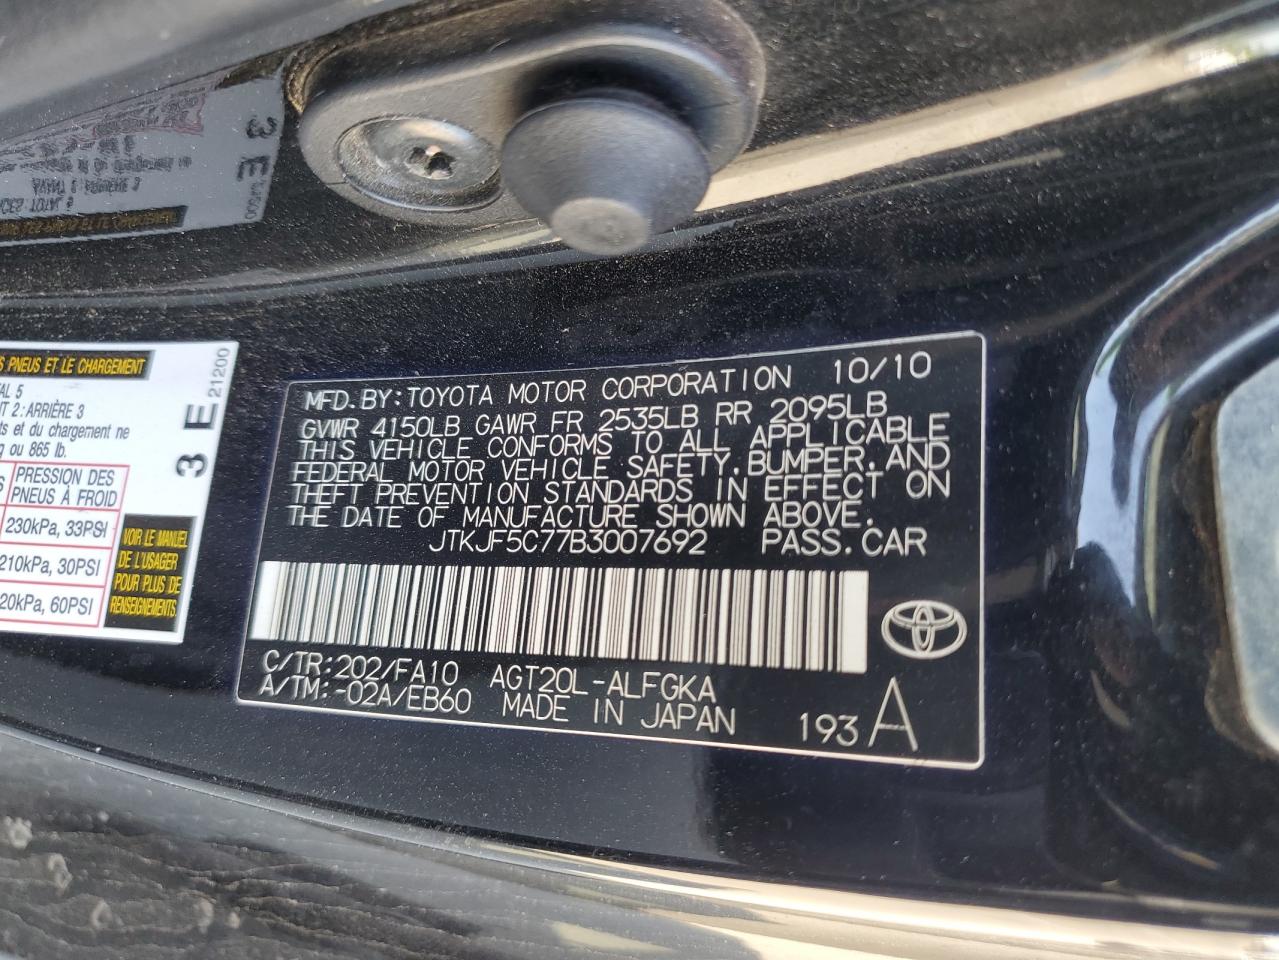 S PNEUS ET LE CHARGEMENT
TAL 5
T 2: ARRIÈRE 3
ts et du chargement ne
g ou 865 lb.
PRESSION DES
PNEUS À FROID
230kPa, 33PSI
210kPa, 30PSI
20kPa, 60PSI
VOIR LE MANUEL
DE L'USAGER
POUR PLUS DE
RENSEIGNEMENTS
3 E
21200
MFD. BY: TOYOTA MOTOR CORPORATION 10/10
GVWR 4150LB GAWR FR 2535LB RR 2095LB
THIS VEHICLE CONFORMS TO ALL APPLICABLE
FEDERAL MOTOR VEHICLE SAFETY, BUMPER, AND
THEFT PREVENTION STANDARDS IN EFFECT ON
THE DATE OF MANUFACTURE SHOWN ABOVE.
JTKJF5C77B3007692 PASS. CAR
C/TR: 202/FA10 AGT20L-ALFGKA
A/TM: -02A/EB60 MADE IN JAPAN 193 A